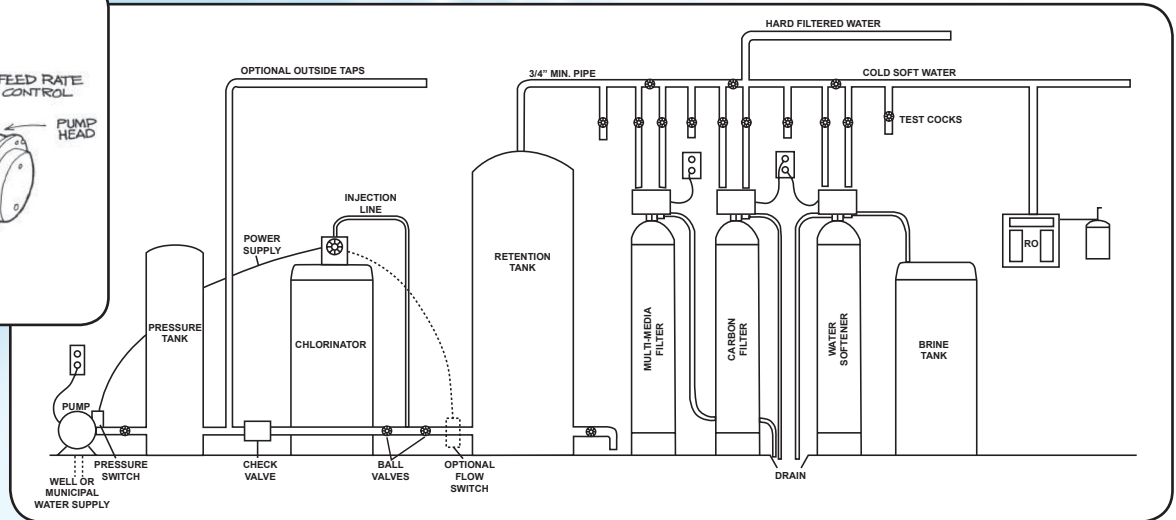 FEED RATE
CONTROL
PUMP
HEAD
HARD FILTERED WATER
OPTIONAL OUTSIDE TAPS
3/4” MIN. PIPE
COLD SOFT WATER
TEST COCKS
INJECTION
LINE
POWER
SUPPLY
RETENTION
TANK
RO
PRESSURE
TANK
CHLORINATOR
MULTI-MEDIA
FILTER
CARBON
FILTER
WATER
SOFTENER
BRINE
TANK
PUMP
PRESSURE
SWITCH
WELL OR
MUNICIPAL
WATER SUPPLY
CHECK
VALVE
BALL
VALVES
OPTIONAL
FLOW
SWITCH
DRAIN